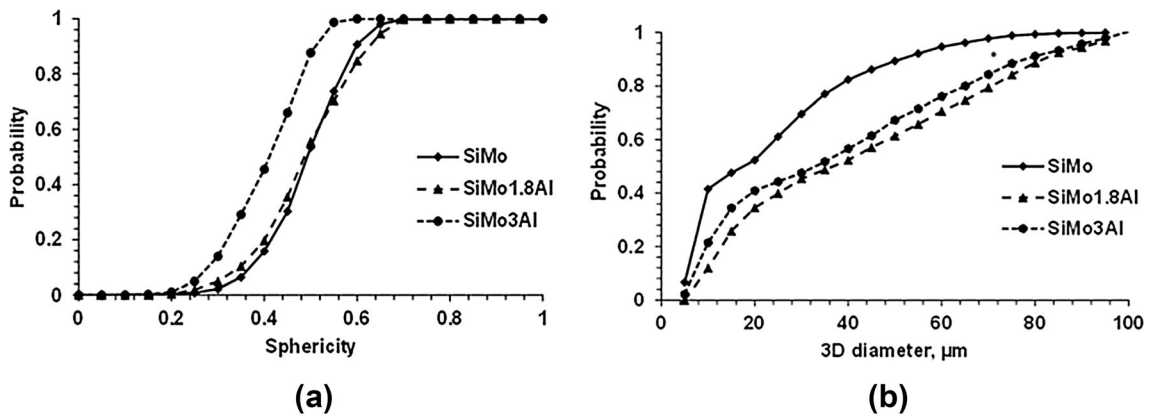 1
0.8
0.6
0.4
0.2
0
Probability
0 0.2 0.4 0.6 0.8 1
Sphericity
SiMo
SiMo1.8Al
SiMo3Al
(a)
1
0.8
0.6
0.4
0.2
0
Probability
0 20 40 60 80 100
3D diameter, µm
SiMo
SiMo1.8Al
SiMo3Al
(b)